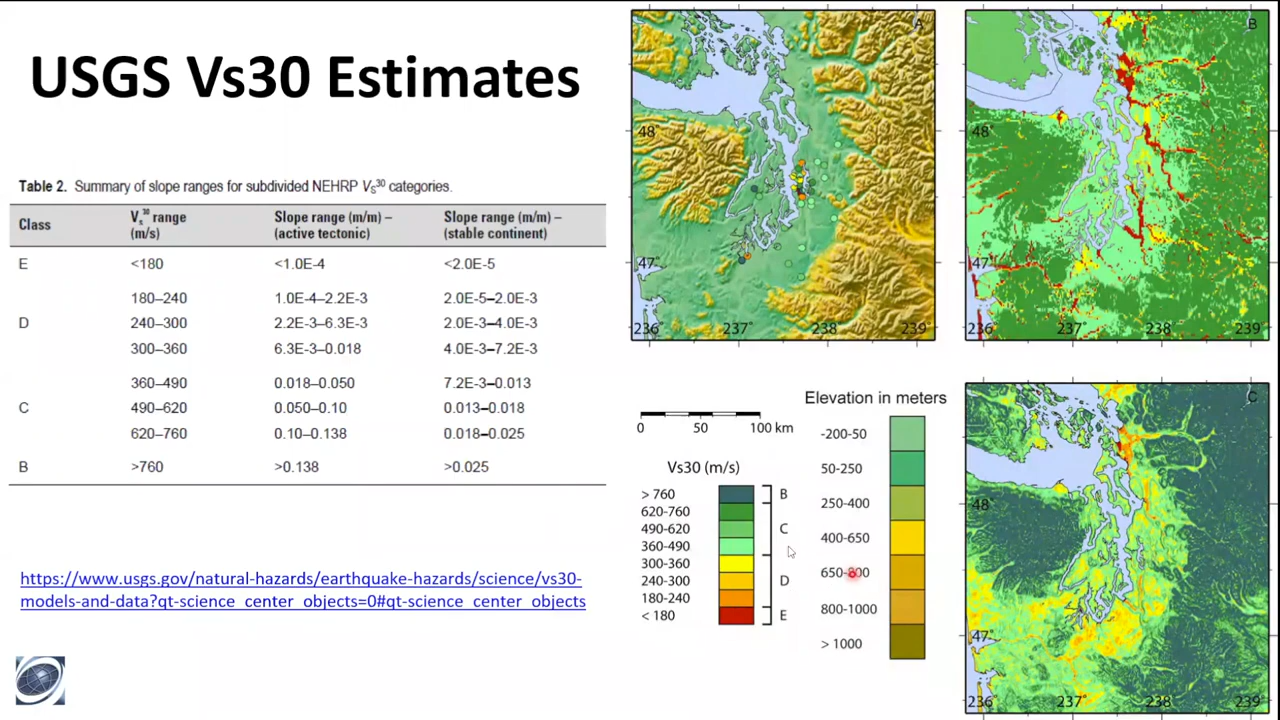 USGS Vs30 Estimates
Table 2. Summary of slope ranges for subdivided NEHRP VS30 categories.
Class Vs30 range (m/s) Slope range (m/m) – (active tectonic) Slope range (m/m) – (stable continent)
E <180 <1.0E-4 <2.0E-5
180–240 1.0E-4–2.2E-3 2.0E-5–2.0E-3
D 240–300 2.2E-3–6.3E-3 2.0E-3–4.0E-3
300–360 6.3E-3–0.018 4.0E-3–7.2E-3
360–490 0.018–0.050 7.2E-3–0.013
C 490–620 0.050–0.10 0.013–0.018
620–760 0.10–0.138 0.018–0.025
B >760 >0.138 >0.025
https://www.usgs.gov/natural-hazards/earthquake-hazards/science/vs30-
models-and-data?qt-science_center_objects=0#qt-science_center_objects
A
48°
47°
236° 237° 238° 239°
B
48°
47°
236° 237° 238° 239°
0 50 100 km
Vs30 (m/s)
> 760 B
620-760
490-620 C
360-490
300-360
240-300 D
180-240
< 180 E
Elevation in meters
-200-50
50-250
250-400
400-650
650-800
800-1000
> 1000
C
48°
47°
236° 237° 238° 239°